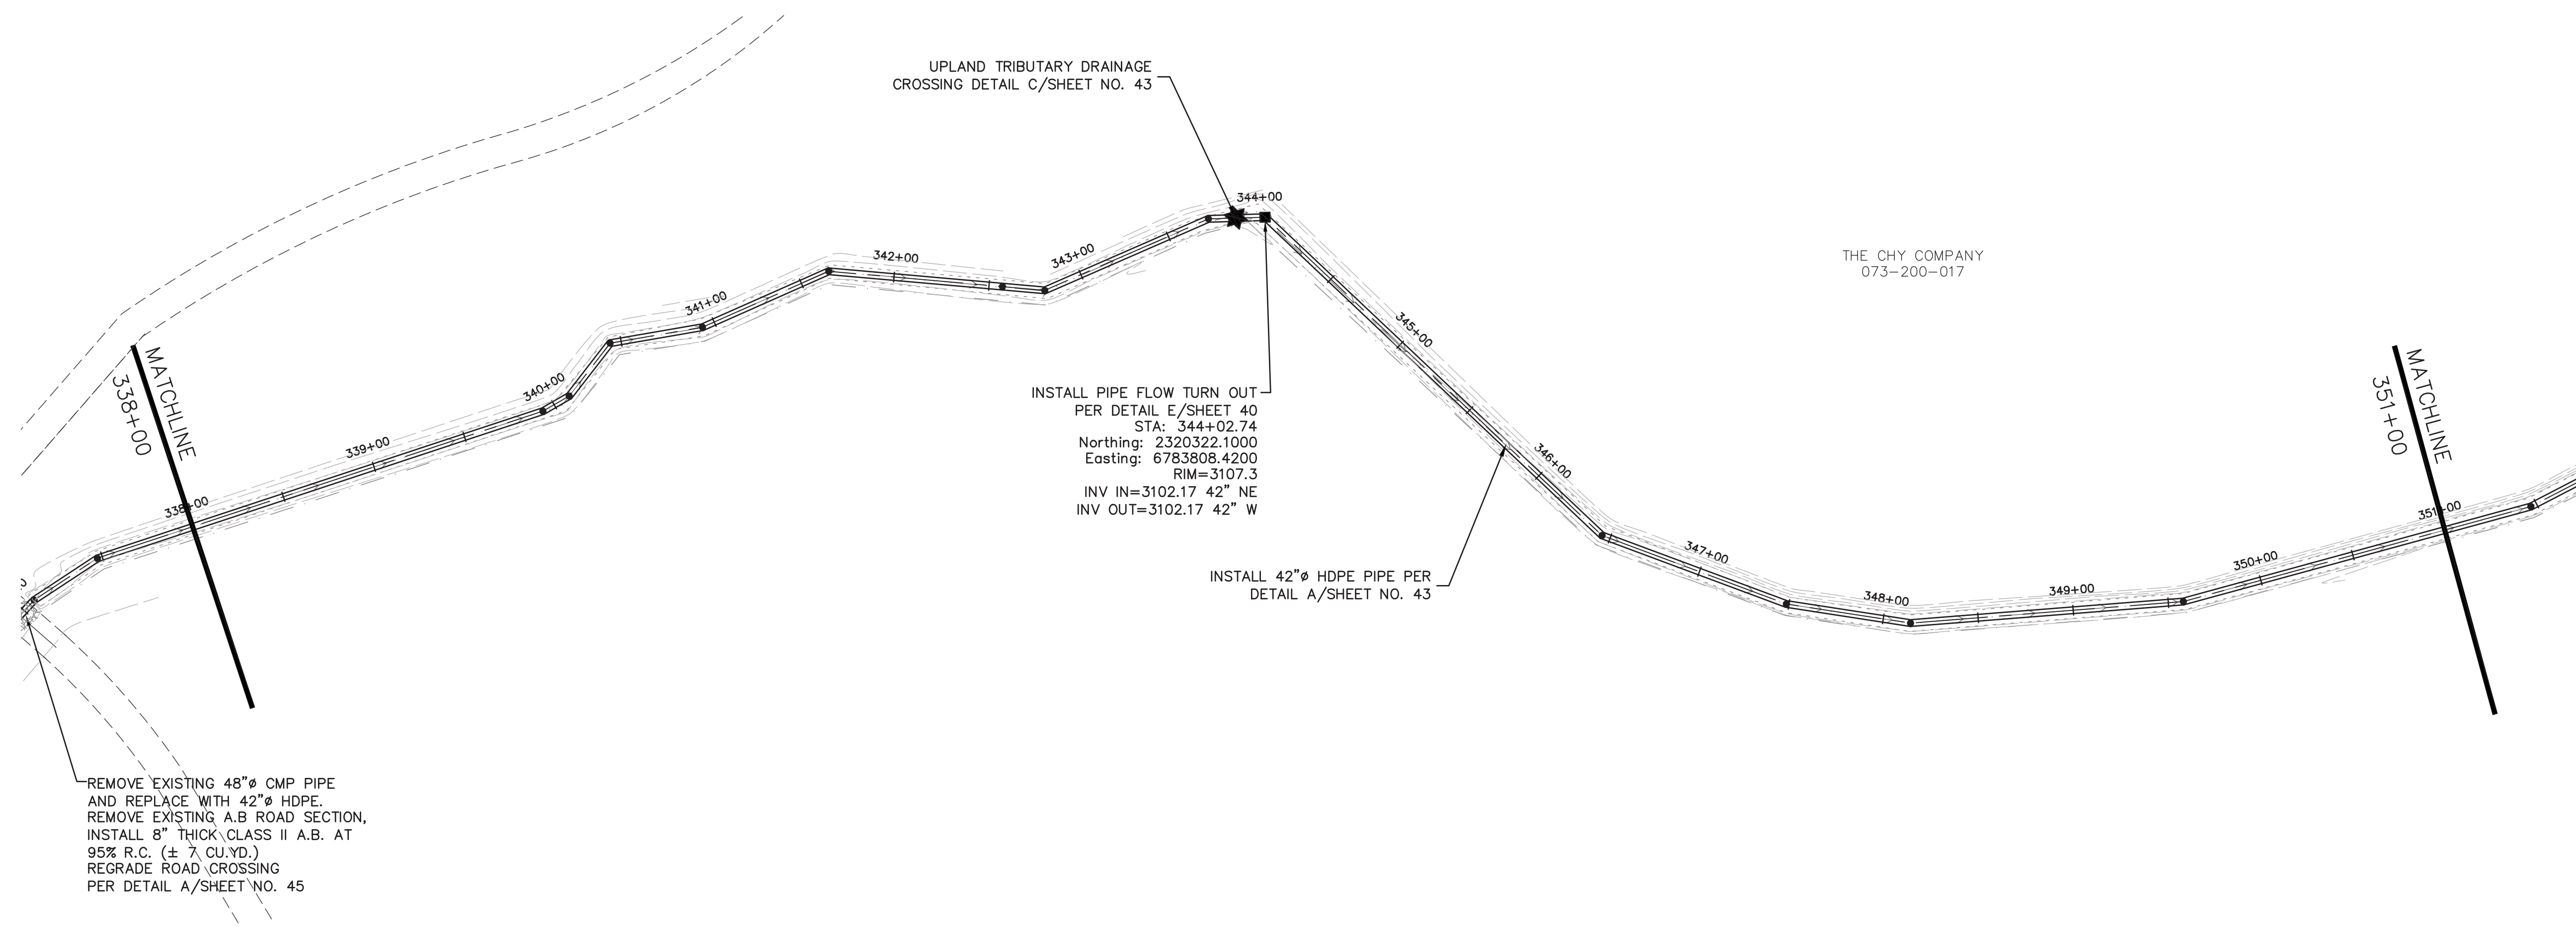 UPLAND TRIBUTARY DRAINAGE
CROSSING DETAIL C/SHEET NO. 43
344+00
342+00
343+00
341+00
340+00
339+00
338+00
MATCHLINE
338+00
THE CHY COMPANY
073-200-017
345+00
346+00
347+00
348+00
349+00
350+00
351+00
MATCHLINE
351+00
INSTALL PIPE FLOW TURN OUT
PER DETAIL E/SHEET 40
STA: 344+02.74
Northing: 2320322.1000
Easting: 6783808.4200
RIM=3107.3
INV IN=3102.17 42" NE
INV OUT=3102.17 42" W
INSTALL 42"ø HDPE PIPE PER
DETAIL A/SHEET NO. 43
REMOVE EXISTING 48"ø CMP PIPE
AND REPLACE WITH 42"ø HDPE.
REMOVE EXISTING A.B ROAD SECTION,
INSTALL 8" THICK CLASS II A.B. AT
95% R.C. (± 7 CU.YD.)
REGRADE ROAD CROSSING
PER DETAIL A/SHEET NO. 45